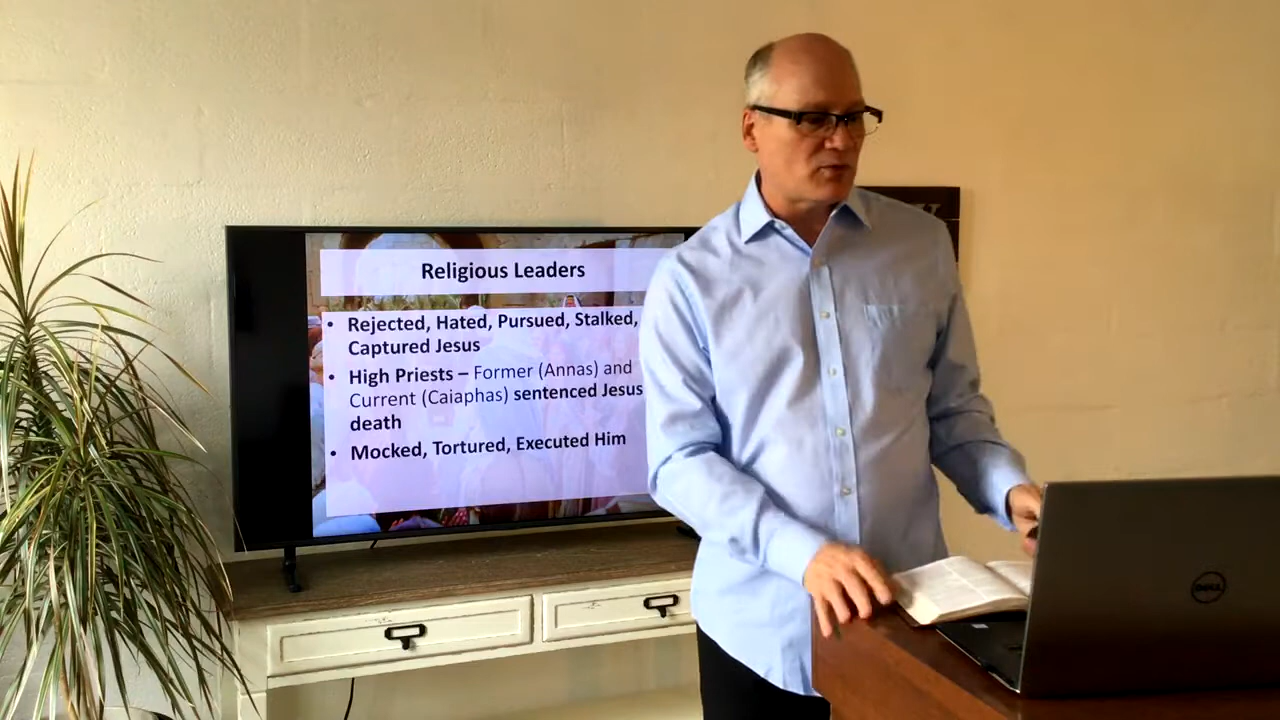 Religious Leaders
• Rejected, Hated, Pursued, Stalked,
Captured Jesus
• High Priests – Former (Annas) and
Current (Caiaphas) sentenced Jesus
death
• Mocked, Tortured, Executed Him
DELL